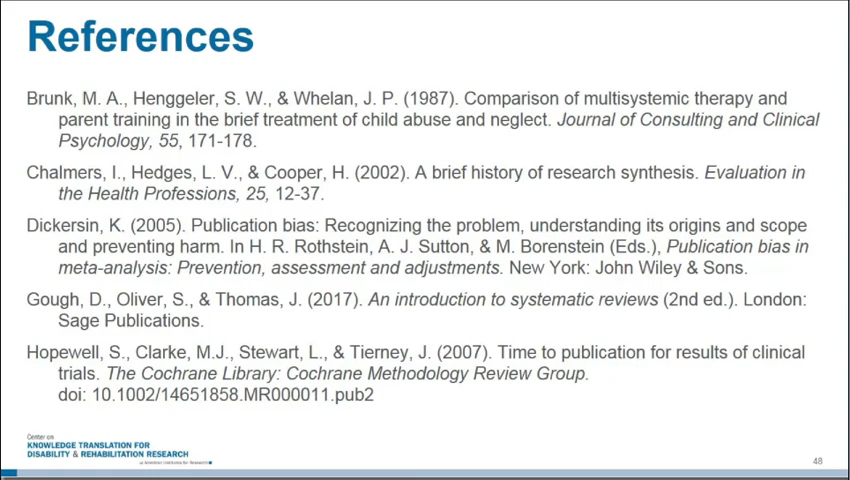 References
Brunk, M. A., Henggeler, S. W., & Whelan, J. P. (1987). Comparison of multisystemic therapy and
parent training in the brief treatment of child abuse and neglect. Journal of Consulting and Clinical
Psychology, 55, 171-178.
Chalmers, I., Hedges, L. V., & Cooper, H. (2002). A brief history of research synthesis. Evaluation in
the Health Professions, 25, 12-37.
Dickersin, K. (2005). Publication bias: Recognizing the problem, understanding its origins and scope
and preventing harm. In H. R. Rothstein, A. J. Sutton, & M. Borenstein (Eds.), Publication bias in
meta-analysis: Prevention, assessment and adjustments. New York: John Wiley & Sons.
Gough, D., Oliver, S., & Thomas, J. (2017). An introduction to systematic reviews (2nd ed.). London:
Sage Publications.
Hopewell, S., Clarke, M.J., Stewart, L., & Tierney, J. (2007). Time to publication for results of clinical
trials. The Cochrane Library: Cochrane Methodology Review Group.
doi: 10.1002/14651858.MR000011.pub2
Center on
KNOWLEDGE TRANSLATION FOR
DISABILITY & REHABILITATION RESEARCH
at American Institutes for Research
48